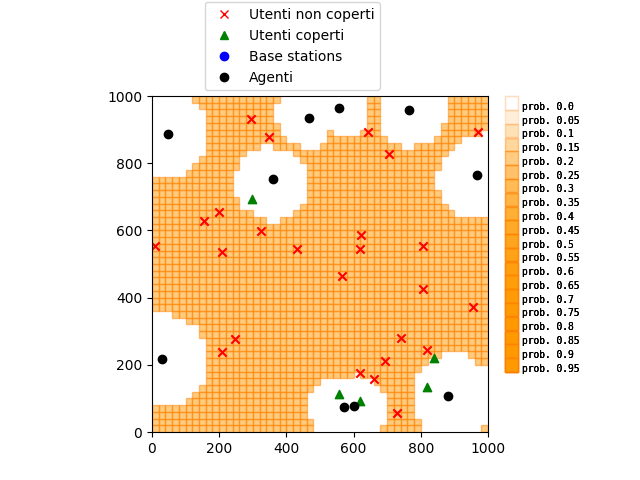 Utenti non coperti
Utenti coperti
Base stations
Agenti
1000
800
600
400
200
0
0 200 400 600 800 1000
prob. 0.0
prob. 0.05
prob. 0.1
prob. 0.15
prob. 0.2
prob. 0.25
prob. 0.3
prob. 0.35
prob. 0.4
prob. 0.45
prob. 0.5
prob. 0.55
prob. 0.6
prob. 0.65
prob. 0.7
prob. 0.75
prob. 0.8
prob. 0.85
prob. 0.9
prob. 0.95